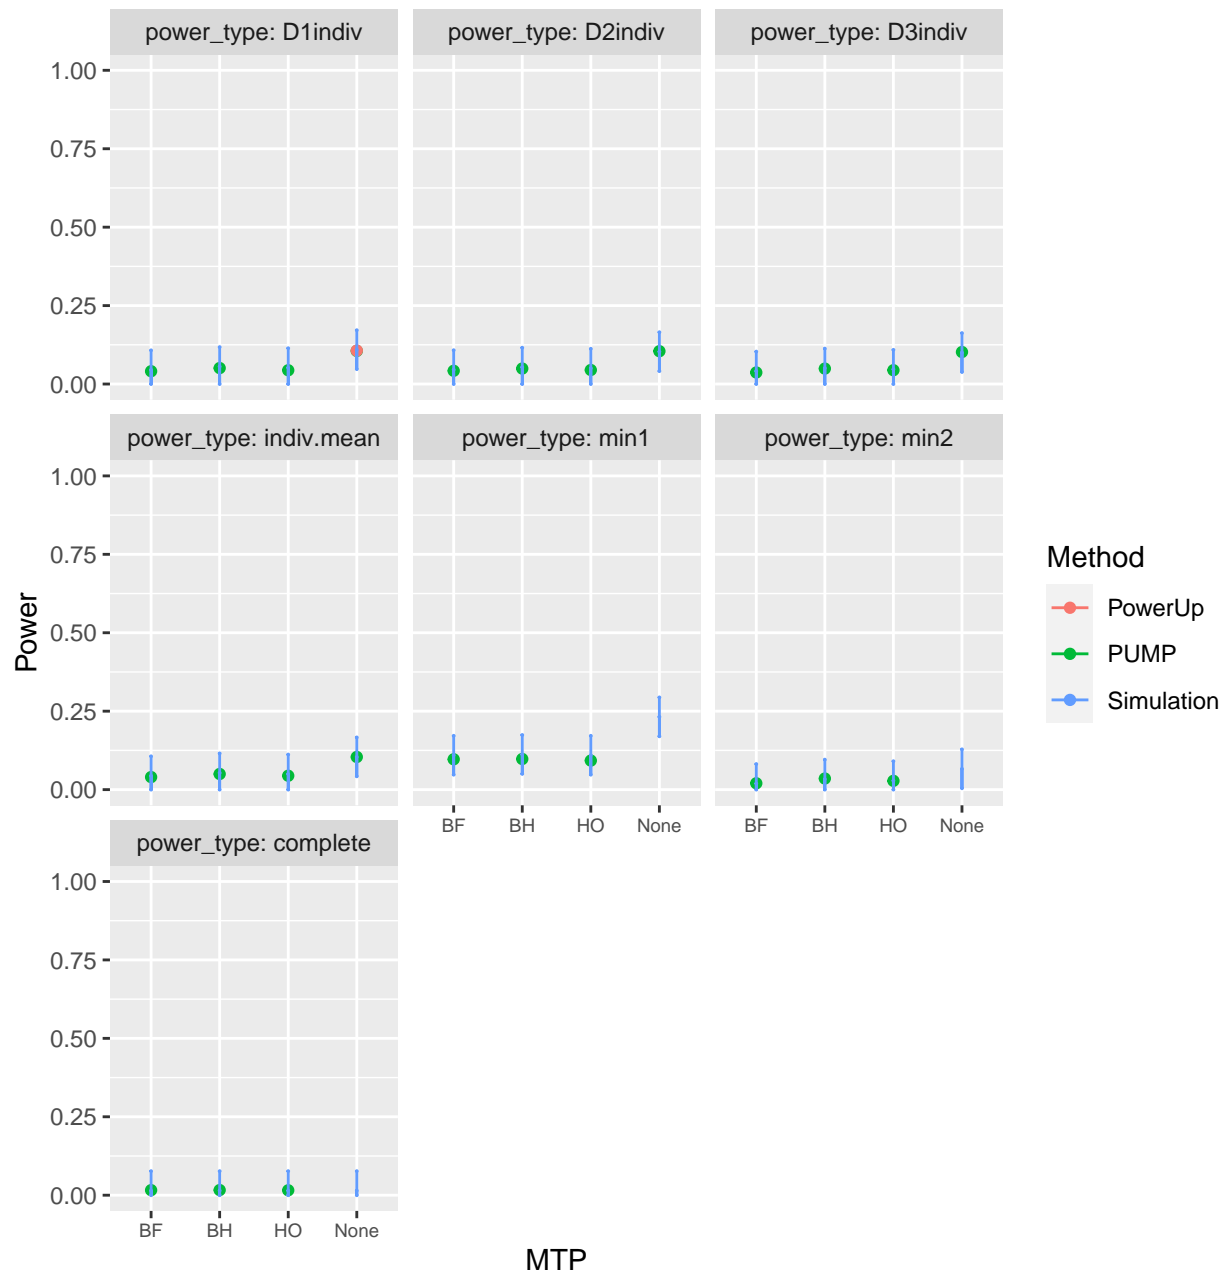 power_type: D1indiv
power_type: D2indiv
power_type: D3indiv
1.00
0.75
0.50
0.25
0.00
power_type: indiv.mean
power_type: min1
power_type: min2
1.00
0.75
0.50
0.25
0.00
BF
BH
HO
None
BF
BH
HO
None
power_type: complete
1.00
0.75
0.50
0.25
0.00
BF
BH
HO
None
MTP
Power
Method
PowerUp
PUMP
Simulation